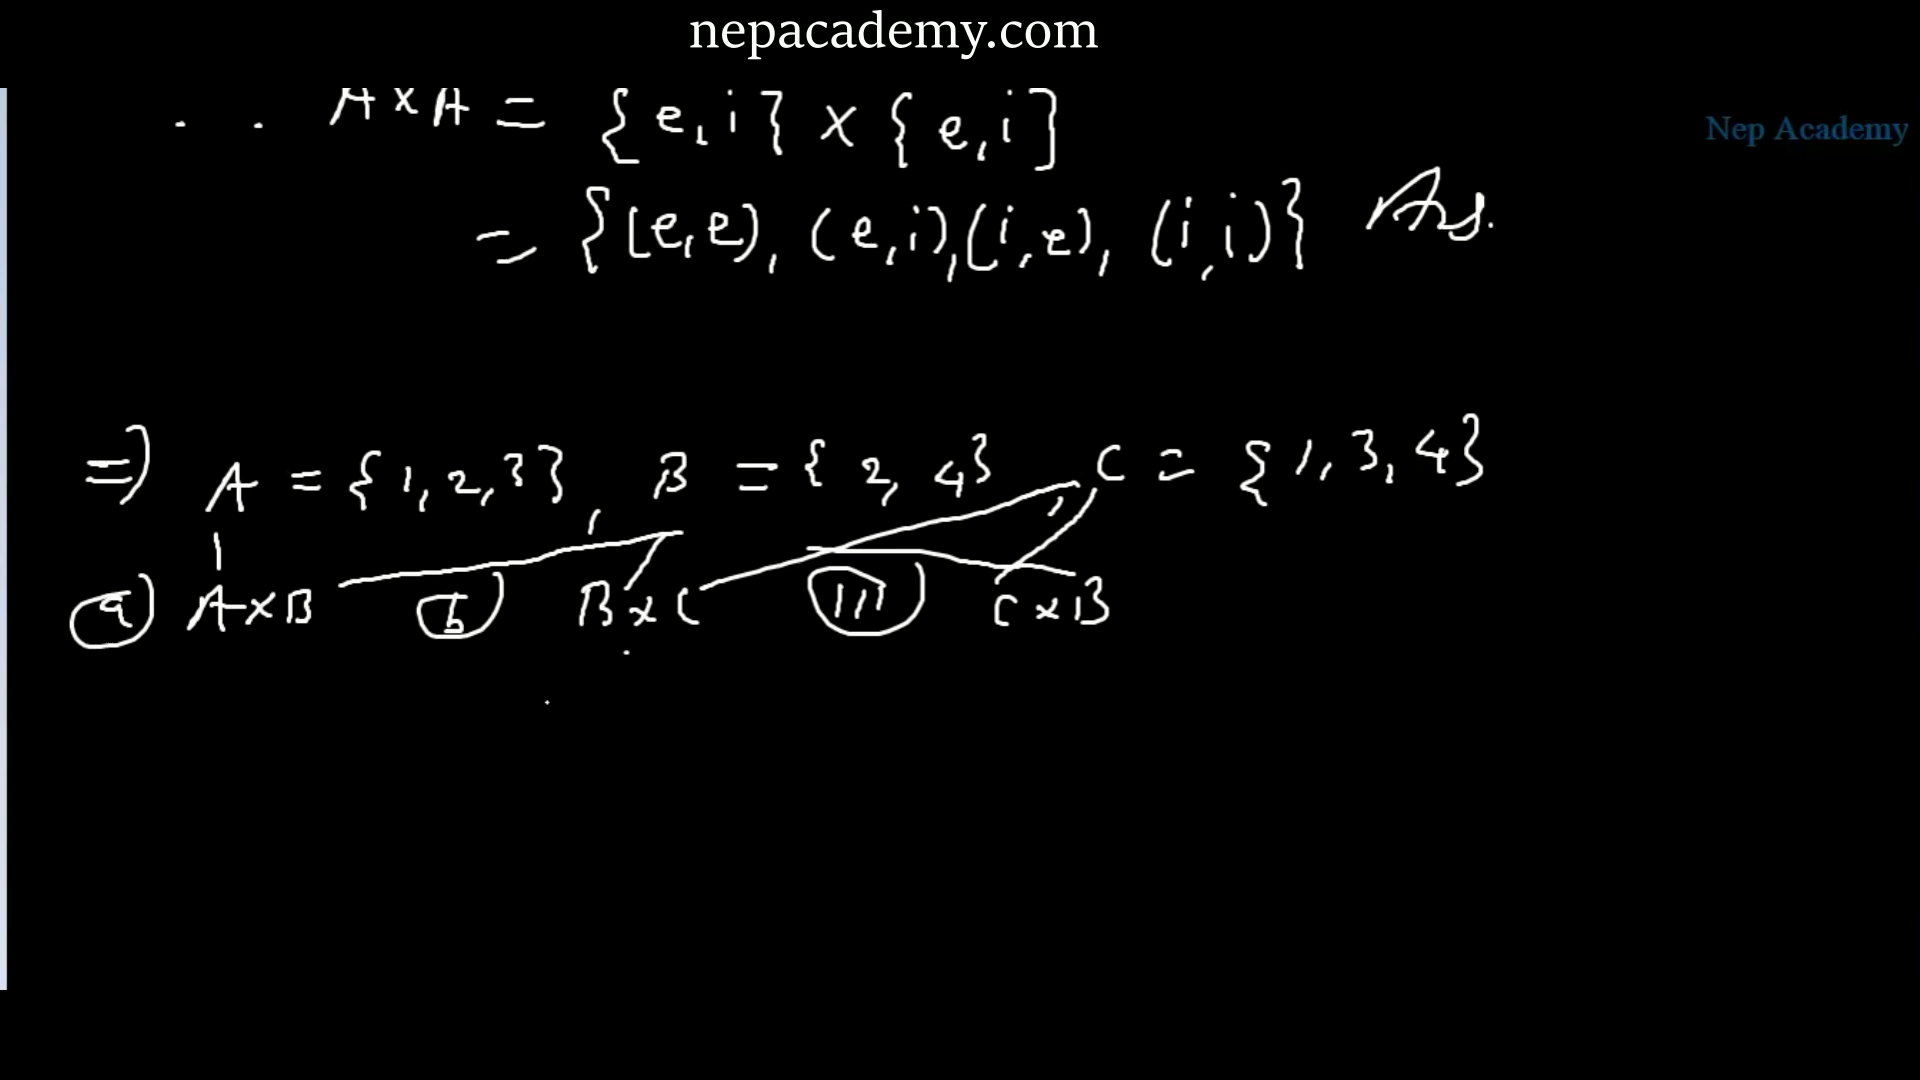 nepacademy.com
Nep Academy
A × A = {e, i} × {e, i]
= {(e, e), (e, i), (i, e), (i, i)} Ans.
=> A = {1, 2, 3}, B = {2, 4}, C = {1, 3, 4}
(a) A×B (b) B×C (iii) C×B